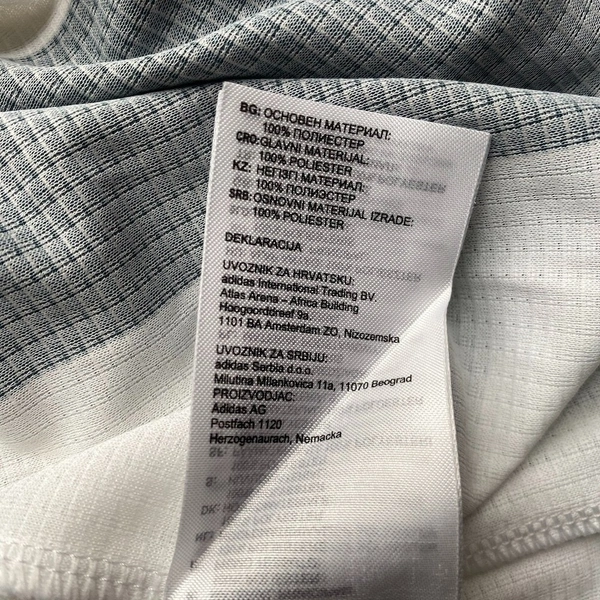 BG: ОСНОВЕН МАТЕРИАЛ:
100% ПОЛИЕСТЕР
CRO:GLAVNI MATERIJAL:
100% POLIESTER
KZ: НЕГІЗГІ МАТЕРИАЛ:
100% ПОЛИЭСТЕР
SRB: OSNOVNI MATERIJAL IZRADE:
100% POLIESTER
DEKLARACIJA
UVOZNIK ZA HRVATSKU:
adidas International Trading BV.
Atlas Arena – Africa Building
Hoogoorddreef 9a.
1101 BA Amsterdam ZO, Nizozemska
UVOZNIK ZA SRBIJU:
adidas Serbia d.o.o.
Milutina Milankovica 11a, 11070 Beograd
PROIZVODJAC:
Adidas AG
Postfach 1120
Herzogenaurach, Nemacka